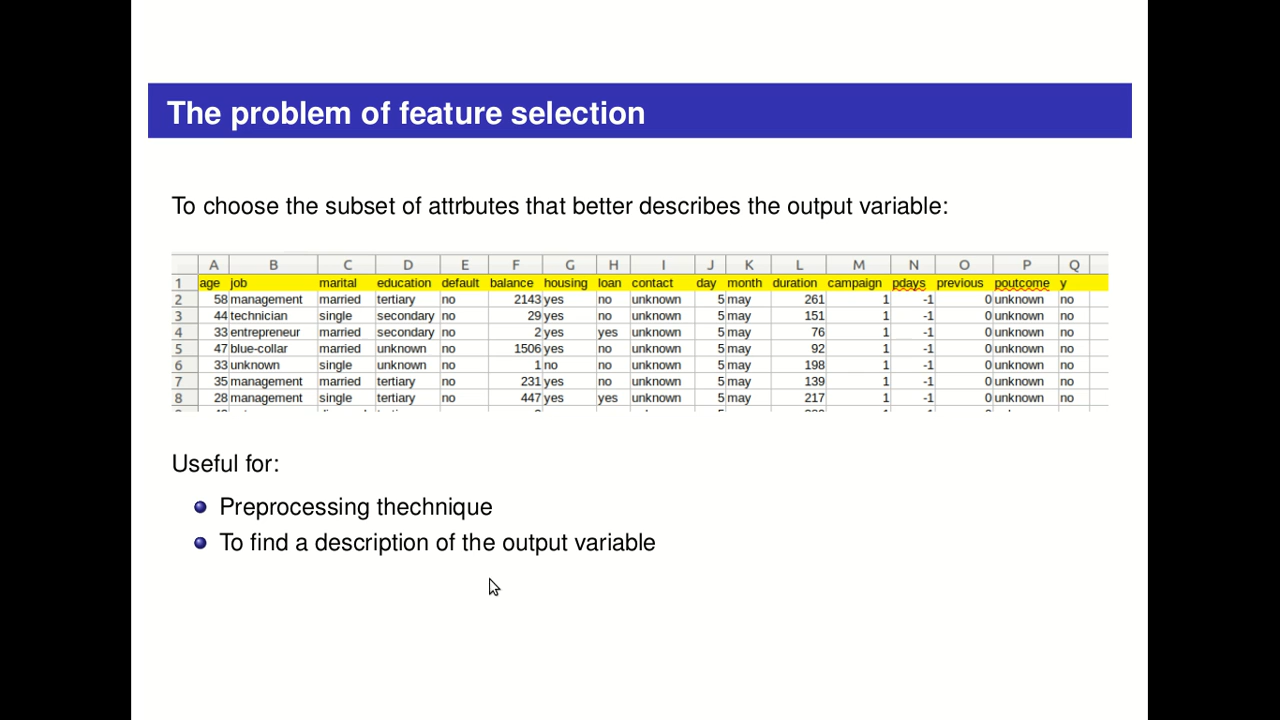 The problem of feature selection
To choose the subset of attrbutes that better describes the output variable:
A B C D E F G H I J K L M N O P Q
1 age job marital education default balance housing loan contact day month duration campaign pdays previous poutcome y
2 58 management married tertiary no 2143 yes no unknown 5 may 261 1 -1 0 unknown no
3 44 technician single secondary no 29 yes no unknown 5 may 151 1 -1 0 unknown no
4 33 entrepreneur married secondary no 2 yes yes unknown 5 may 76 1 -1 0 unknown no
5 47 blue-collar married unknown no 1506 yes no unknown 5 may 92 1 -1 0 unknown no
6 33 unknown single unknown no 1 no no unknown 5 may 198 1 -1 0 unknown no
7 35 management married tertiary no 231 yes no unknown 5 may 139 1 -1 0 unknown no
8 28 management single tertiary no 447 yes yes unknown 5 may 217 1 -1 0 unknown no
Useful for:
Preprocessing thechnique
To find a description of the output variable